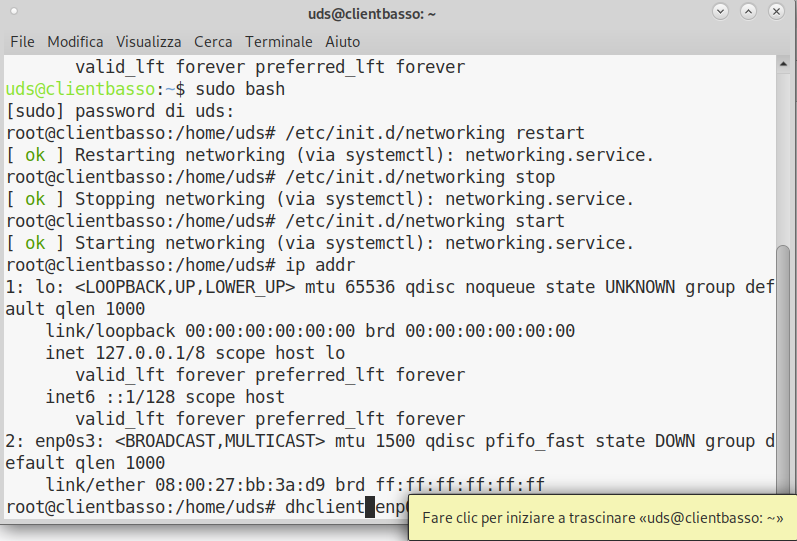 uds@clientbasso: ~
File Modifica Visualizza Cerca Terminale Aiuto
valid_lft forever preferred_lft forever
uds@clientbasso:~$ sudo bash
[sudo] password di uds:
root@clientbasso:/home/uds# /etc/init.d/networking restart
[ ok ] Restarting networking (via systemctl): networking.service.
root@clientbasso:/home/uds# /etc/init.d/networking stop
[ ok ] Stopping networking (via systemctl): networking.service.
root@clientbasso:/home/uds# /etc/init.d/networking start
[ ok ] Starting networking (via systemctl): networking.service.
root@clientbasso:/home/uds# ip addr
1: lo: <LOOPBACK,UP,LOWER_UP> mtu 65536 qdisc noqueue state UNKNOWN group def
ault qlen 1000
link/loopback 00:00:00:00:00:00 brd 00:00:00:00:00:00
inet 127.0.0.1/8 scope host lo
valid_lft forever preferred_lft forever
inet6 ::1/128 scope host
valid_lft forever preferred_lft forever
2: enp0s3: <BROADCAST,MULTICAST> mtu 1500 qdisc pfifo_fast state DOWN group d
efault qlen 1000
link/ether 08:00:27:bb:3a:d9 brd ff:ff:ff:ff:ff:ff
root@clientbasso:/home/uds# dhclient
Fare clic per iniziare a trascinare «uds@clientbasso: ~»